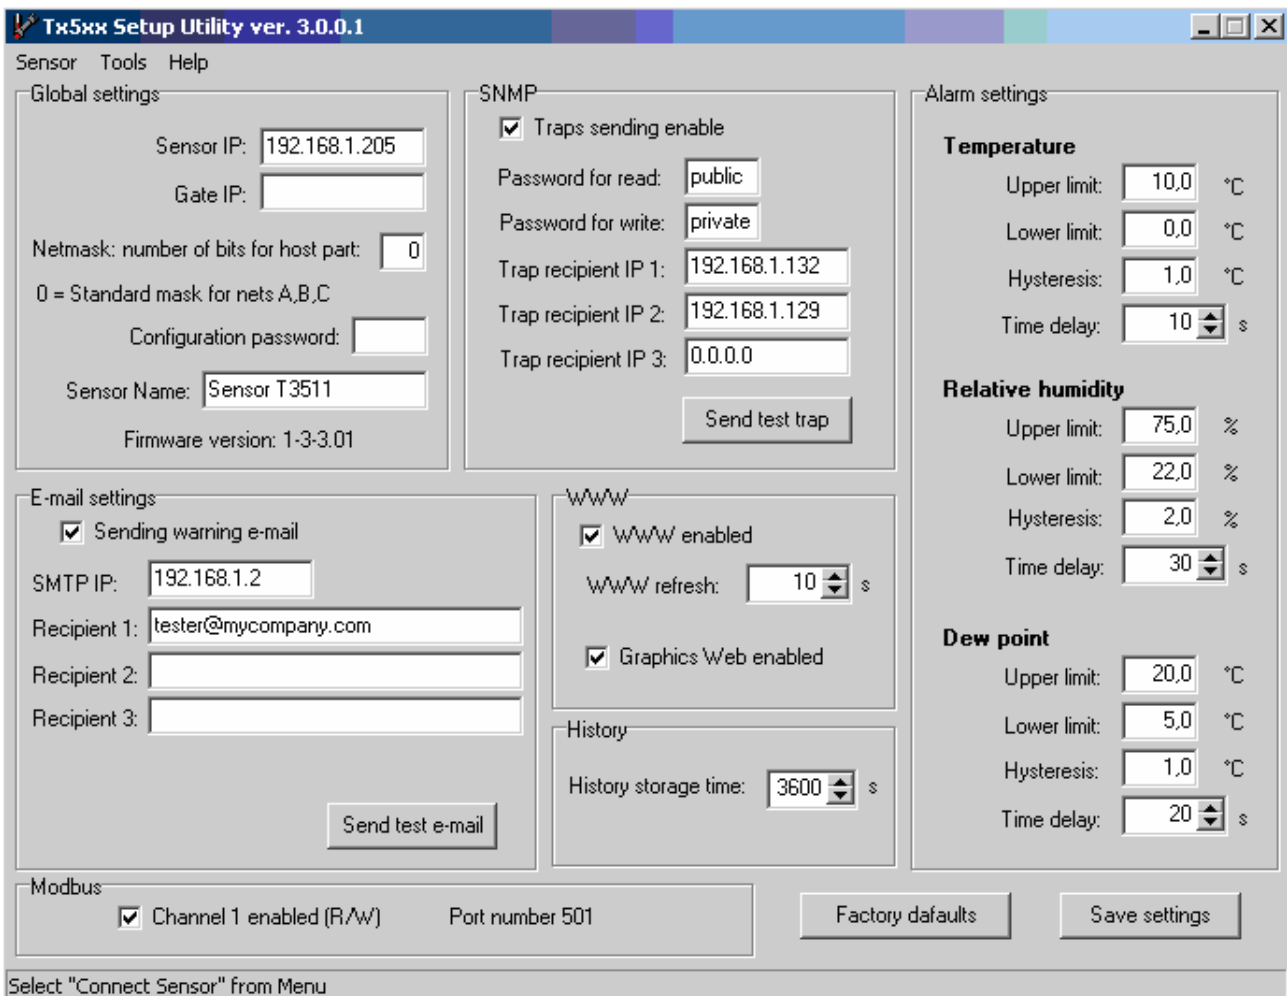 Tx5xx Setup Utility ver. 3.0.0.1
Sensor Tools Help
Global settings
Sensor IP: 192.168.1.205
Gate IP:
Netmask: number of bits for host part: 0
0 = Standard mask for nets A,B,C
Configuration password:
Sensor Name: Sensor T3511
Firmware version: 1-3-3.01
SNMP
Traps sending enable
Password for read: public
Password for write: private
Trap recipient IP 1: 192.168.1.132
Trap recipient IP 2: 192.168.1.129
Trap recipient IP 3: 0.0.0.0
Send test trap
Alarm settings
Temperature
Upper limit: 10,0 °C
Lower limit: 0,0 °C
Hysteresis: 1,0 °C
Time delay: 10 s
Relative humidity
Upper limit: 75,0 %
Lower limit: 22,0 %
Hysteresis: 2,0 %
Time delay: 30 s
Dew point
Upper limit: 20,0 °C
Lower limit: 5,0 °C
Hysteresis: 1,0 °C
Time delay: 20 s
E-mail settings
Sending warning e-mail
SMTP IP: 192.168.1.2
Recipient 1: tester@mycompany.com
Recipient 2:
Recipient 3:
Send test e-mail
WWW
WWW enabled
WWW refresh: 10 s
Graphics Web enabled
History
History storage time: 3600 s
Modbus
Channel 1 enabled (R/W) Port number 501
Factory dafaults
Save settings
Select "Connect Sensor" from Menu